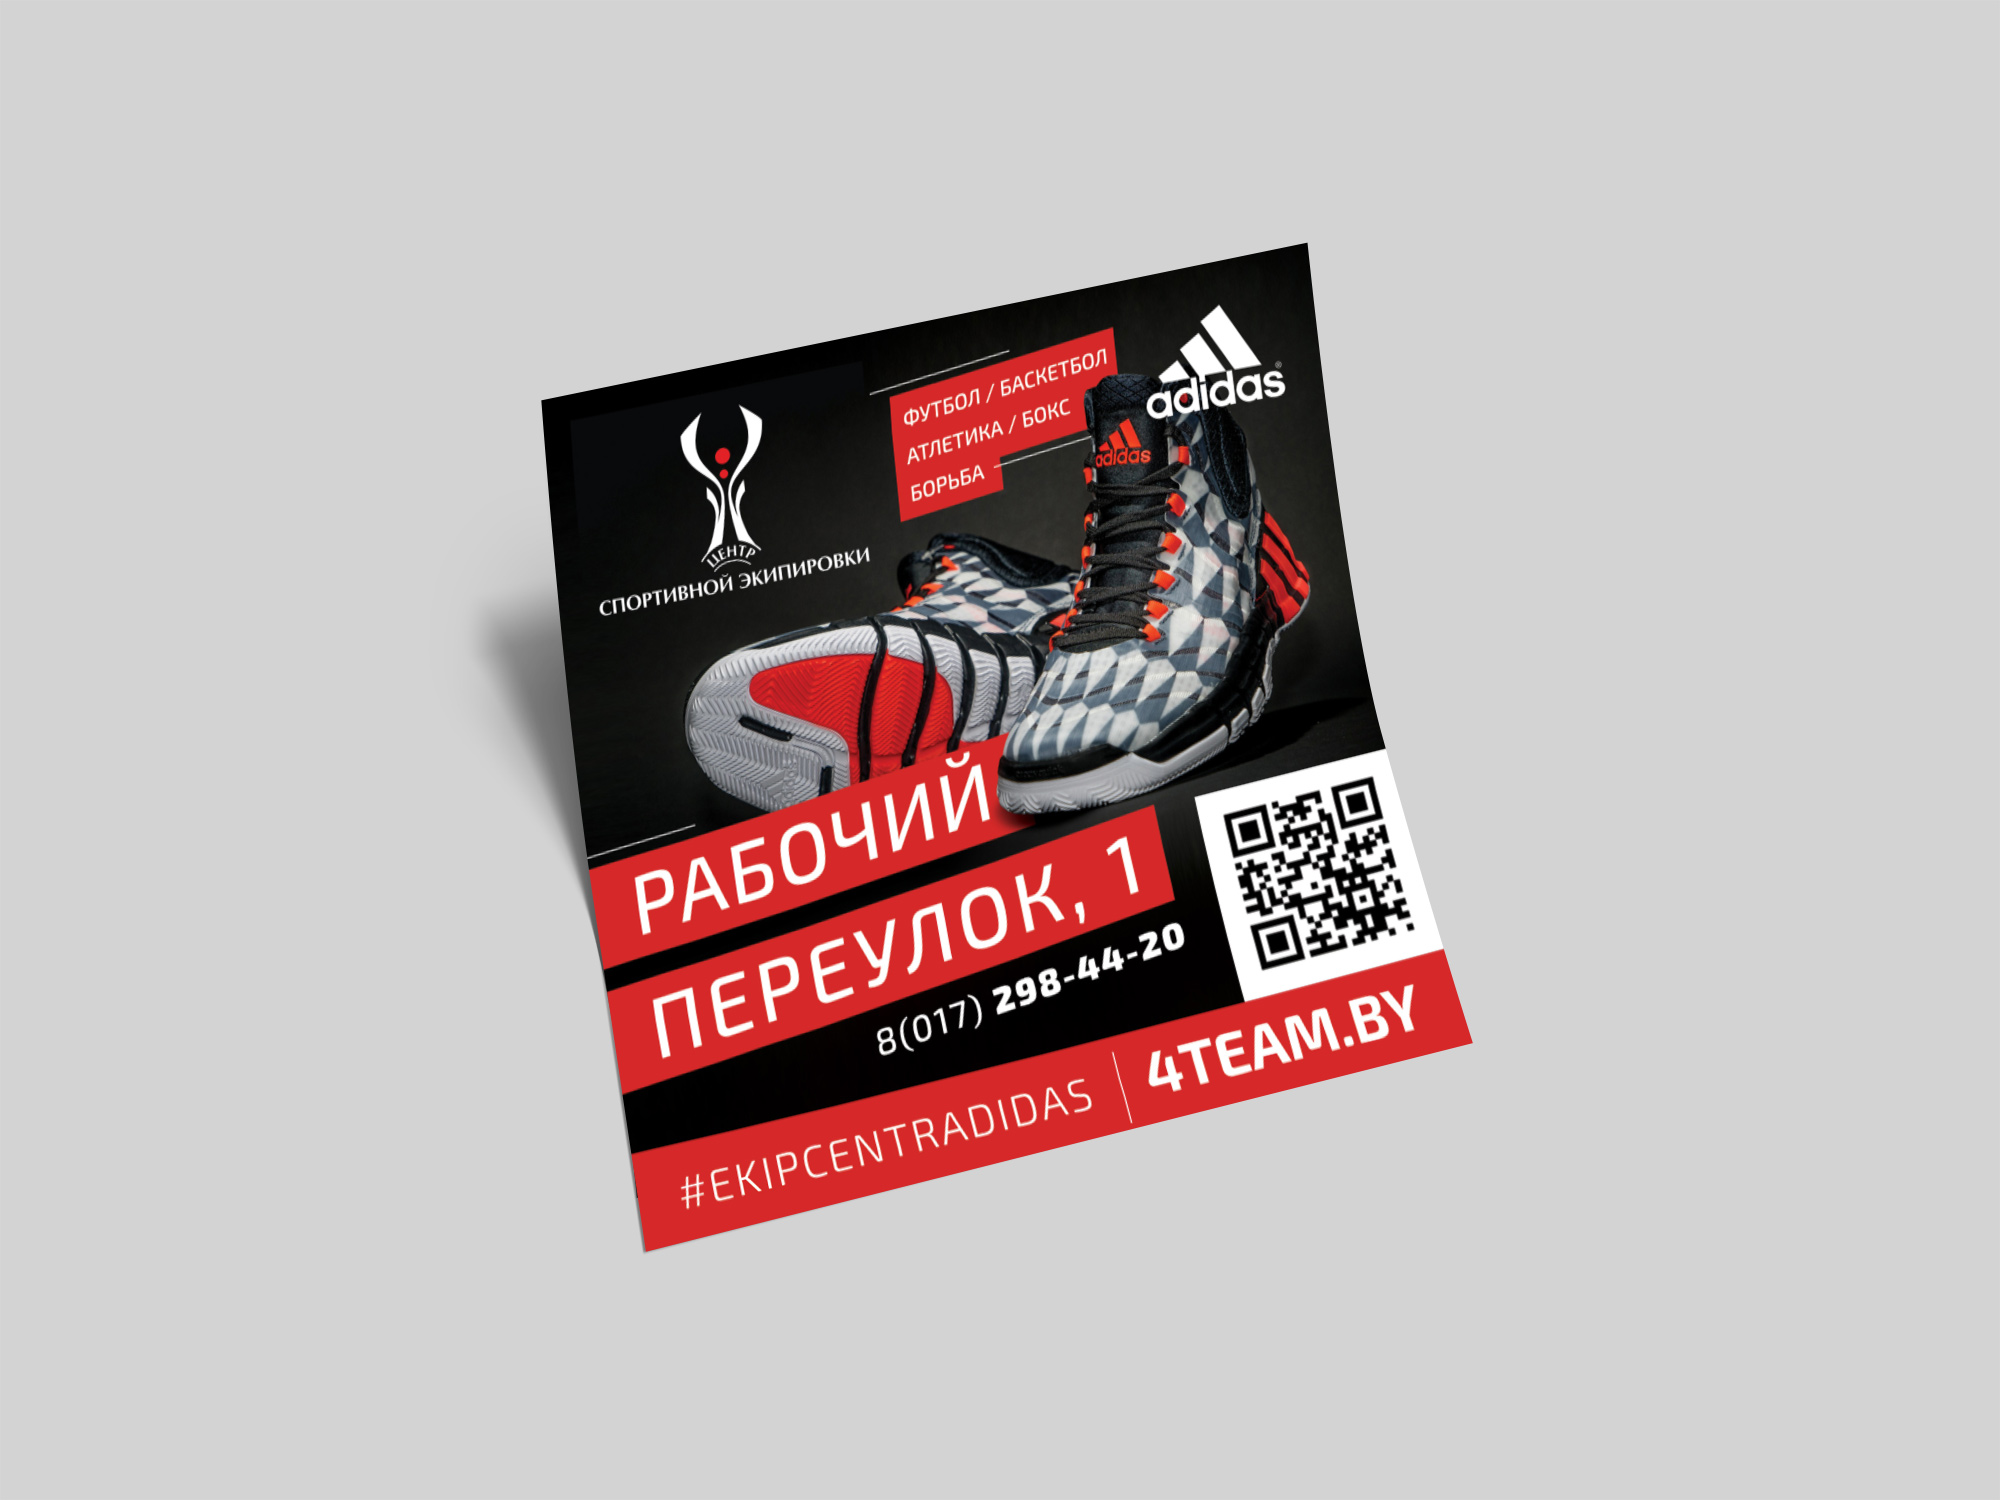 ФУТБОЛ / БАСКЕТБОЛ
АТЛЕТИКА / БОКС
БОРЬБА
adidas®
adidas
ЦЕНТР
СПОРТИВНОЙ ЭКИПИРОВКИ
РАБОЧИЙ
ПЕРЕУЛОК, 1
8(017) 298-44-20
#EKIPCENTRADIDAS
4TEAM.BY